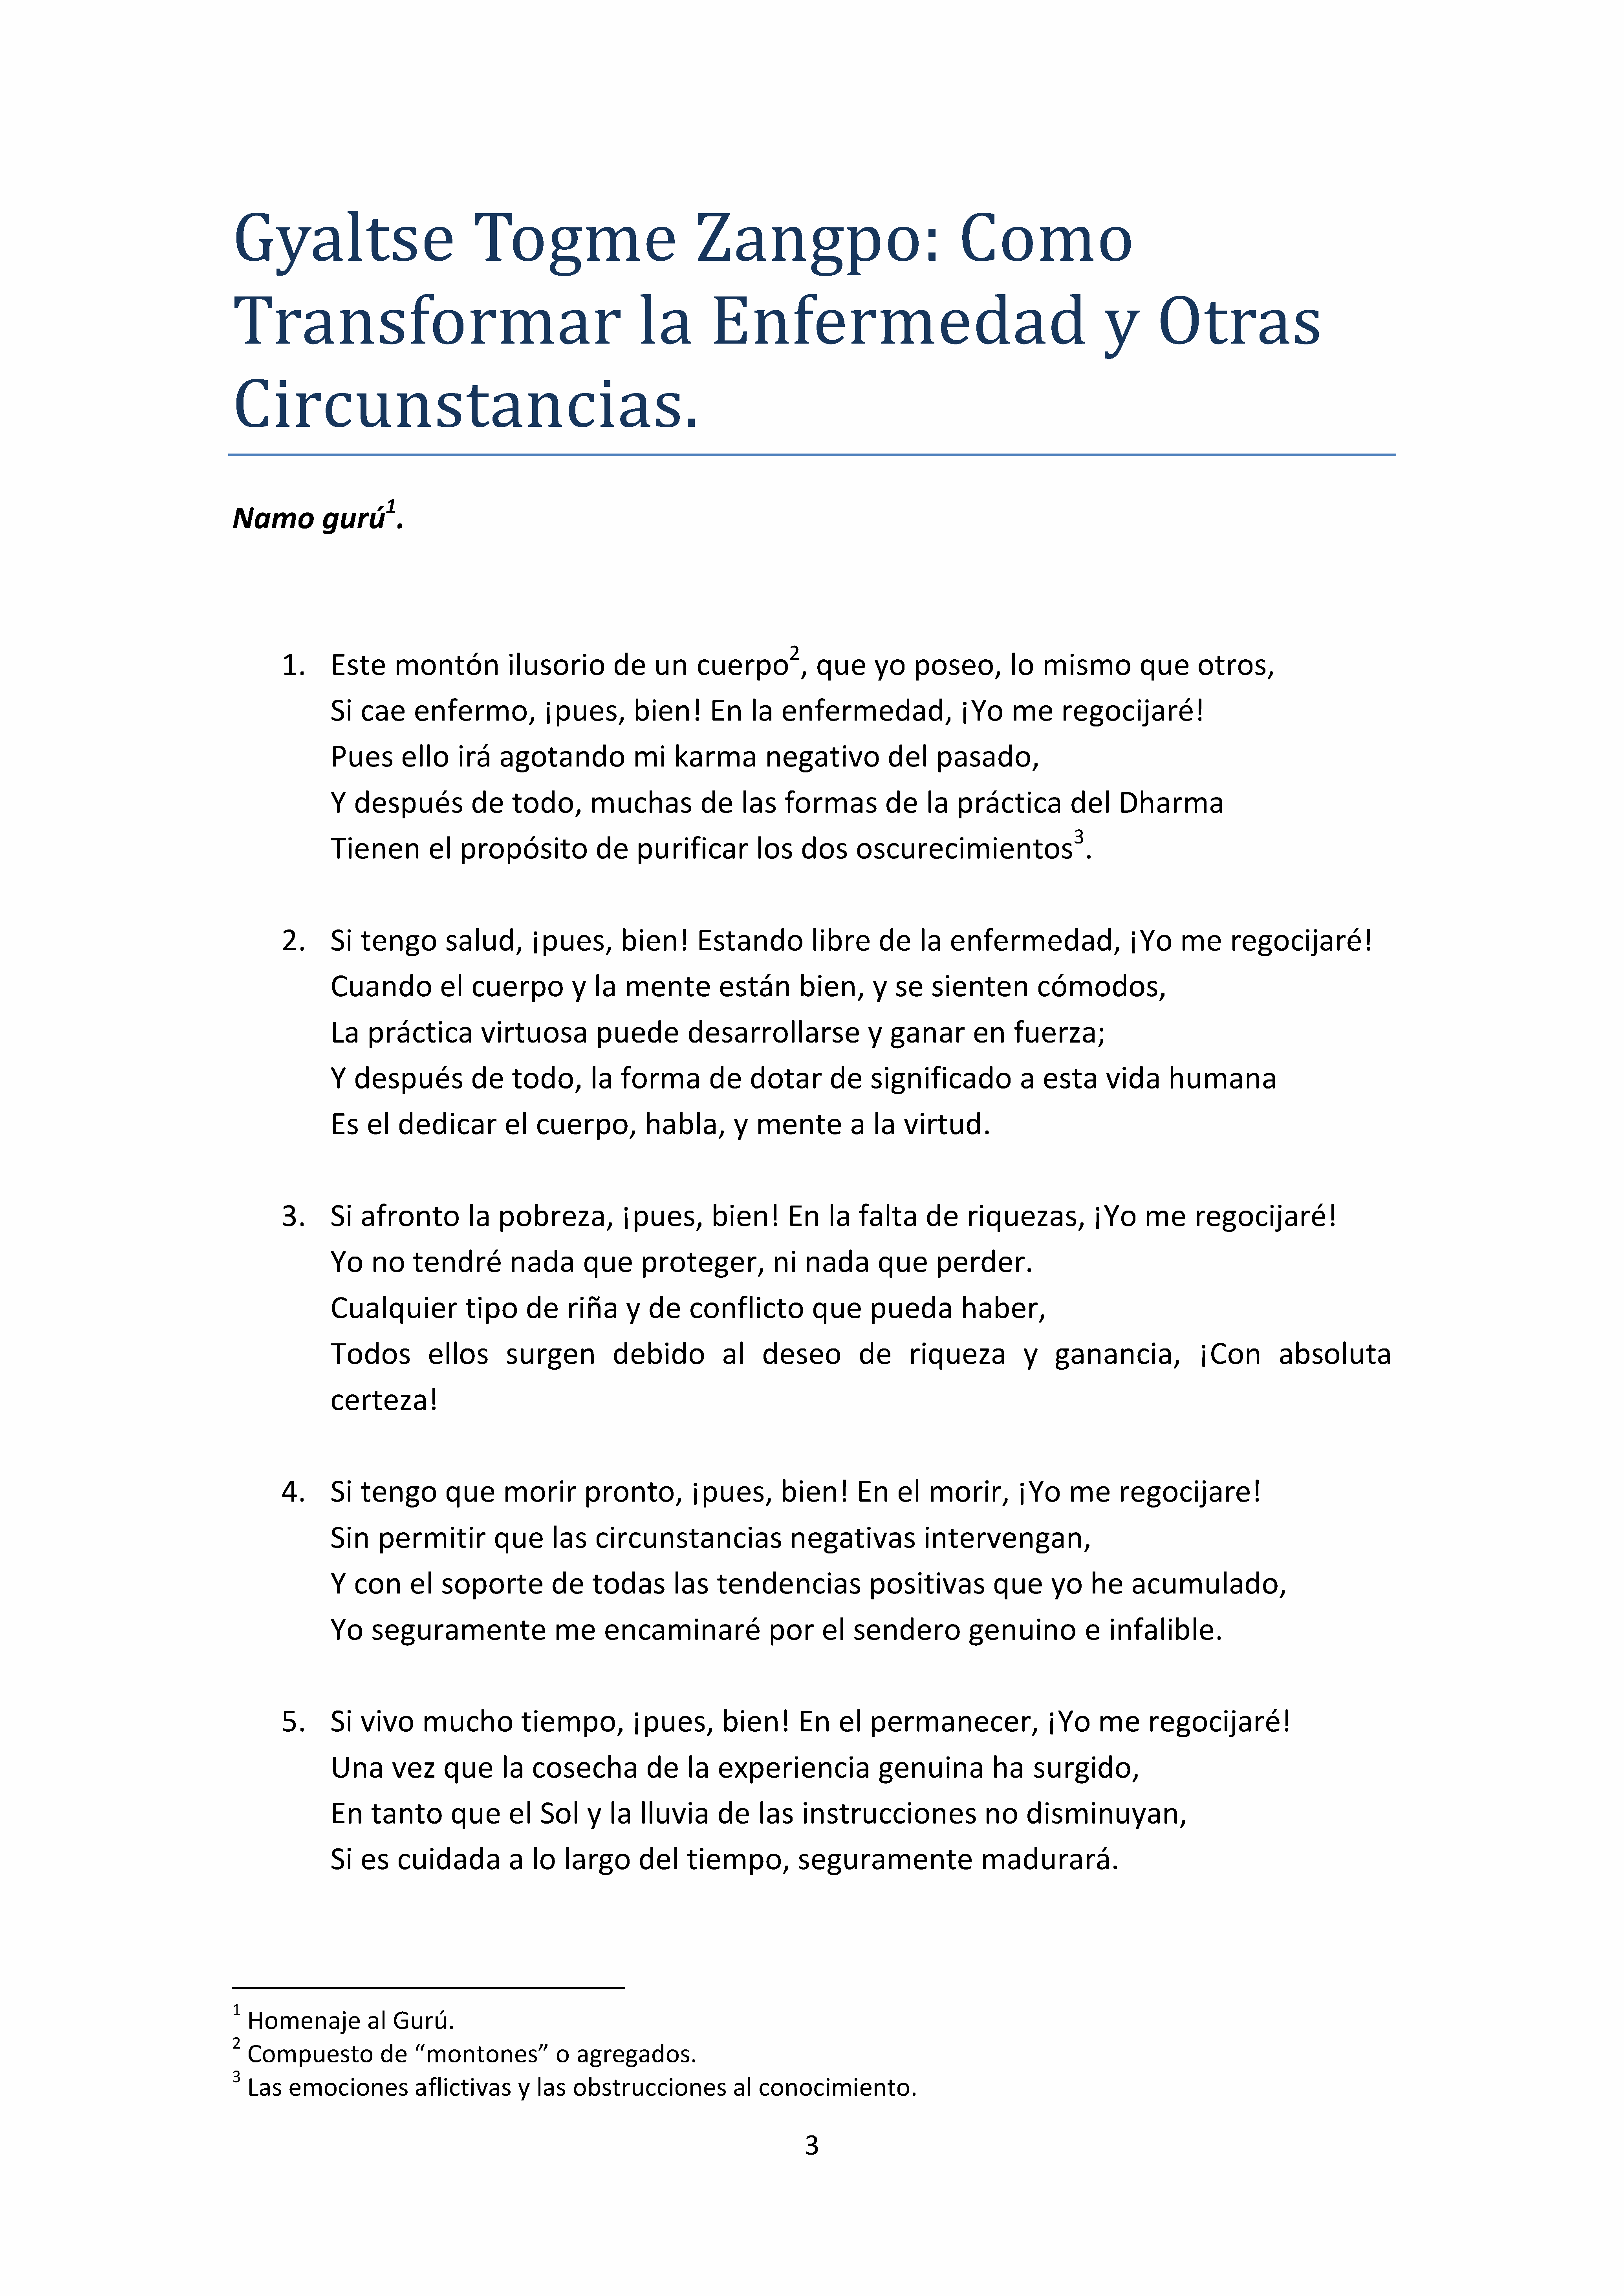 Gyaltse Togme Zangpo: Como
Transformar la Enfermedad y Otras
Circunstancias.
Namo gurú¹.
1. Este montón ilusorio de un cuerpo², que yo poseo, lo mismo que otros,
Si cae enfermo, ¡pues, bien! En la enfermedad, ¡Yo me regocijaré!
Pues ello irá agotando mi karma negativo del pasado,
Y después de todo, muchas de las formas de la práctica del Dharma
Tienen el propósito de purificar los dos oscurecimientos³.
2. Si tengo salud, ¡pues, bien! Estando libre de la enfermedad, ¡Yo me regocijaré!
Cuando el cuerpo y la mente están bien, y se sienten cómodos,
La práctica virtuosa puede desarrollarse y ganar en fuerza;
Y después de todo, la forma de dotar de significado a esta vida humana
Es el dedicar el cuerpo, habla, y mente a la virtud.
3. Si afronto la pobreza, ¡pues, bien! En la falta de riquezas, ¡Yo me regocijaré!
Yo no tendré nada que proteger, ni nada que perder.
Cualquier tipo de riña y de conflicto que pueda haber,
Todos ellos surgen debido al deseo de riqueza y ganancia, ¡Con absoluta
certeza!
4. Si tengo que morir pronto, ¡pues, bien! En el morir, ¡Yo me regocijare!
Sin permitir que las circunstancias negativas intervengan,
Y con el soporte de todas las tendencias positivas que yo he acumulado,
Yo seguramente me encaminaré por el sendero genuino e infalible.
5. Si vivo mucho tiempo, ¡pues, bien! En el permanecer, ¡Yo me regocijaré!
Una vez que la cosecha de la experiencia genuina ha surgido,
En tanto que el Sol y la lluvia de las instrucciones no disminuyan,
Si es cuidada a lo largo del tiempo, seguramente madurará.
¹ Homenaje al Gurú.
² Compuesto de “montones” o agregados.
³ Las emociones aflictivas y las obstrucciones al conocimiento.
3